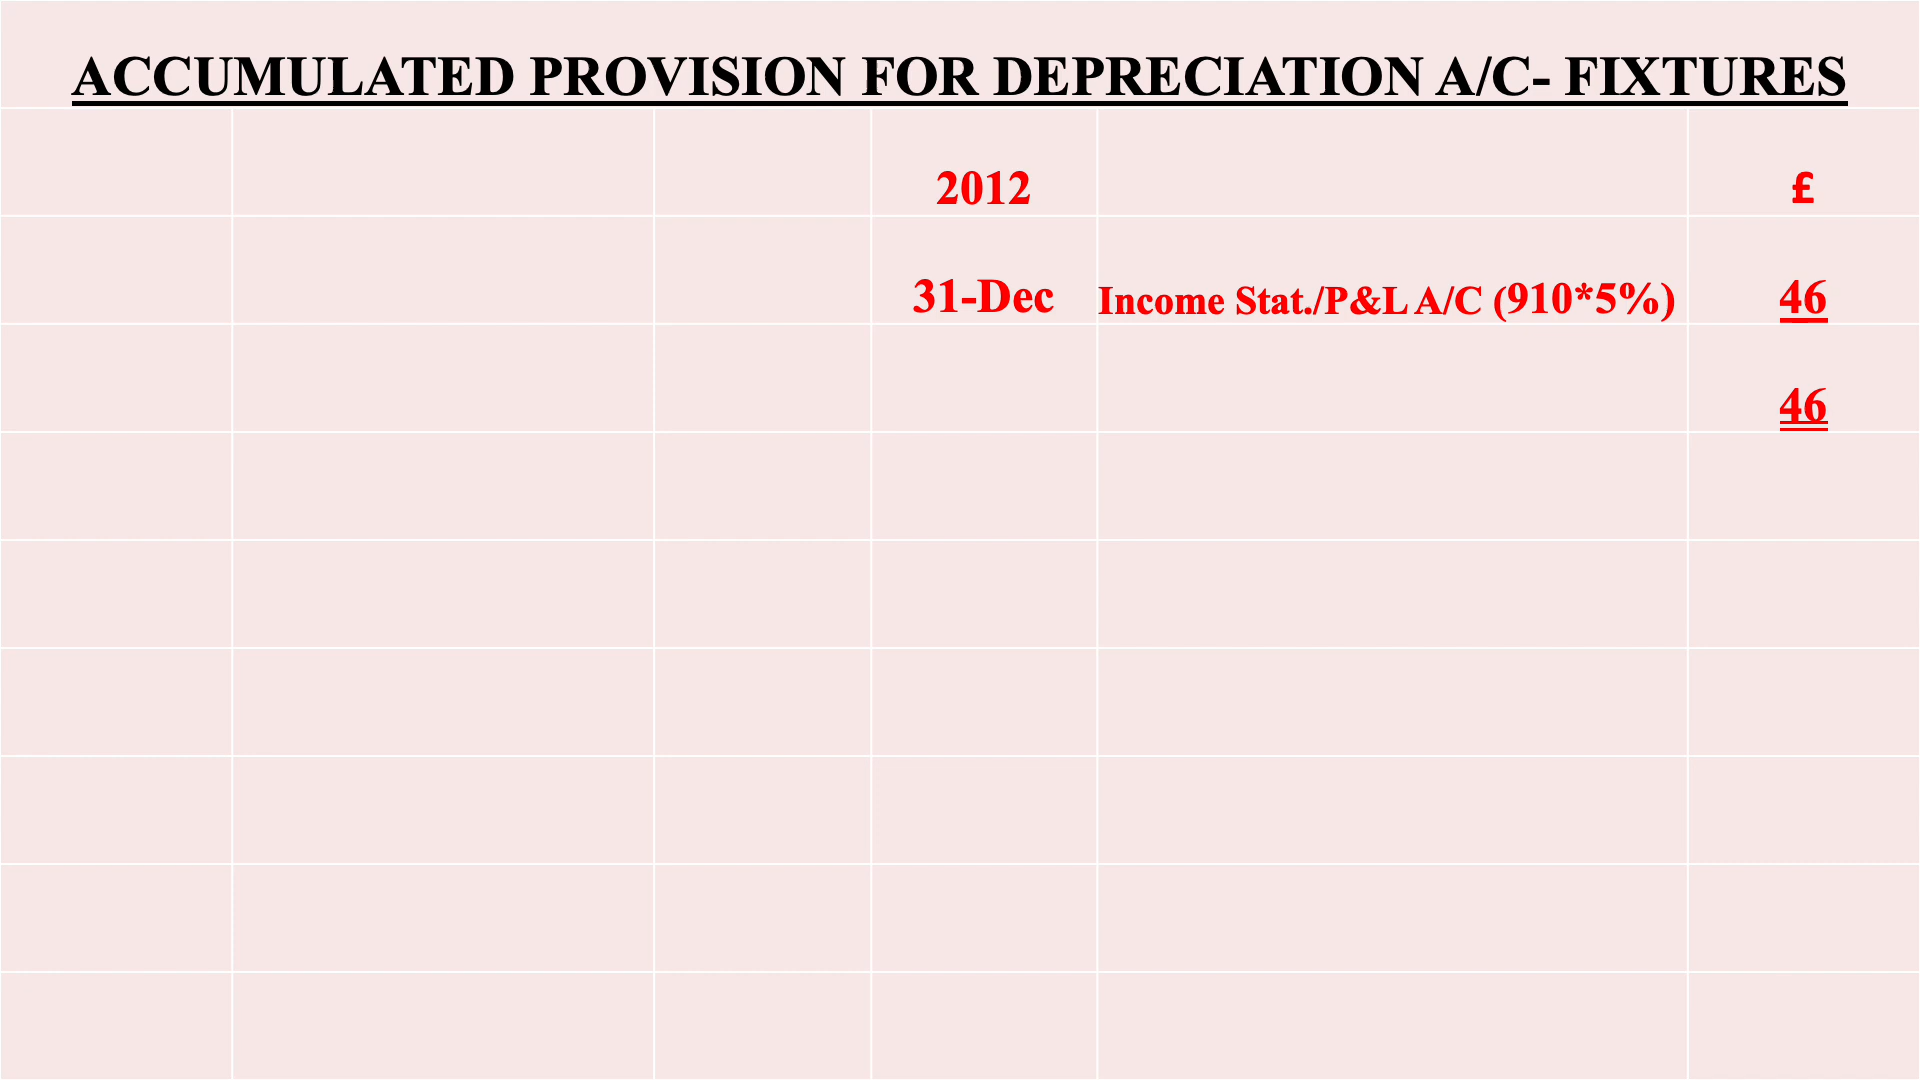 ACCUMULATED PROVISION FOR DEPRECIATION A/C- FIXTURES
2012 £
31-Dec Income Stat./P&L A/C (910*5%) 46
46